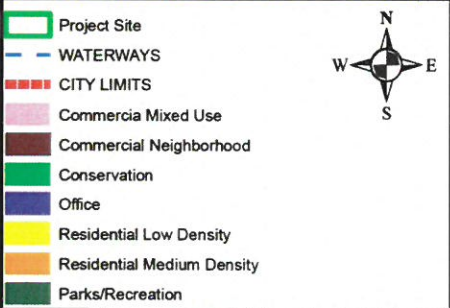 Project Site
WATERWAYS
CITY LIMITS
Commercia Mixed Use
Commercial Neighborhood
Conservation
Office
Residential Low Density
Residential Medium Density
Parks/Recreation
N
W E
S